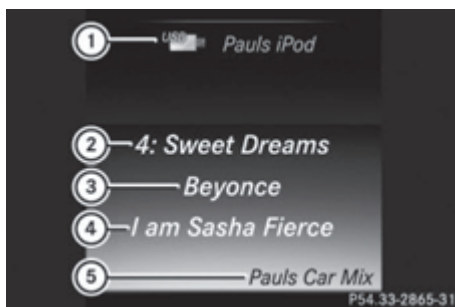 1 USB Pauls iPod
2 4: Sweet Dreams
3 Beyonce
4 I am Sasha Fierce
5 Pauls Car Mix
P54.33-2865-31